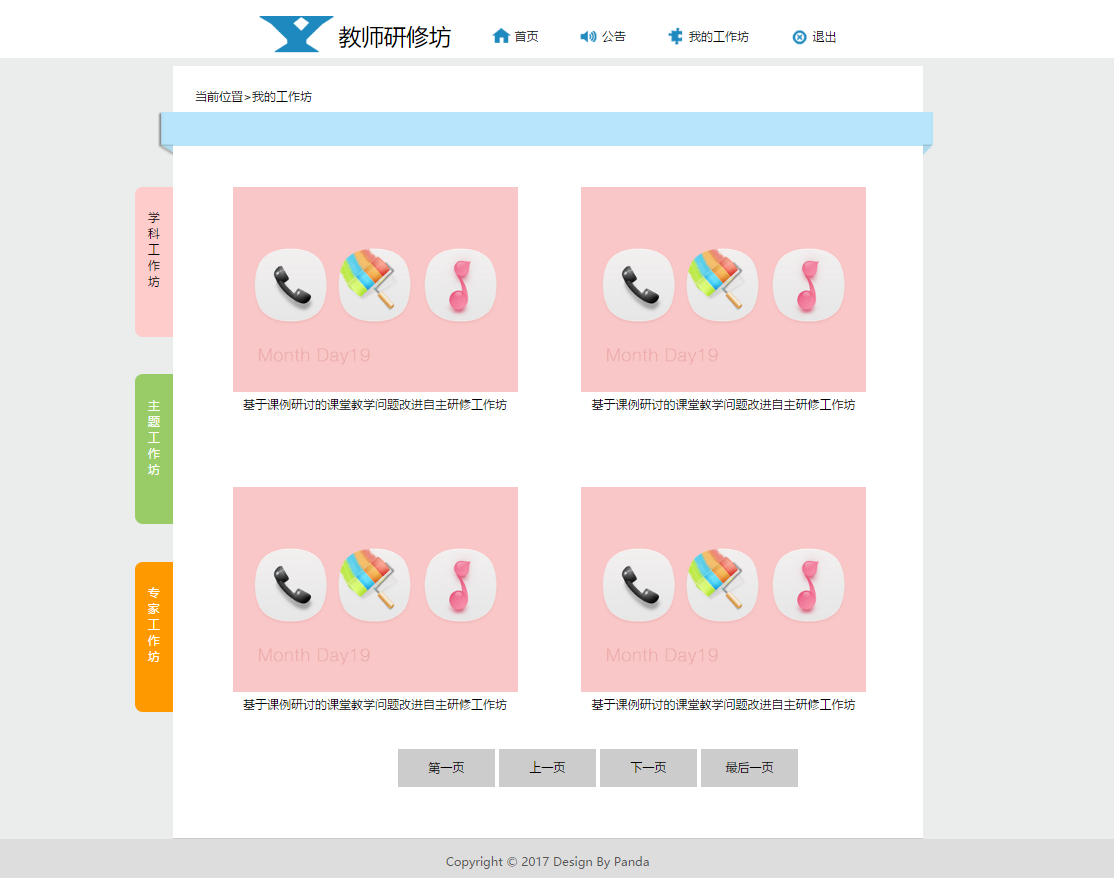 教师研修坊 首页 公告 我的工作坊 退出
当前位置>我的工作坊
学科工作坊
Month Day19 Month Day19
基于课例研讨的课堂教学问题改进自主研修工作坊 基于课例研讨的课堂教学问题改进自主研修工作坊
主题工作坊
Month Day19 Month Day19
基于课例研讨的课堂教学问题改进自主研修工作坊 基于课例研讨的课堂教学问题改进自主研修工作坊
专家工作坊
第一页 上一页 下一页 最后一页
Copyright © 2017 Design By Panda